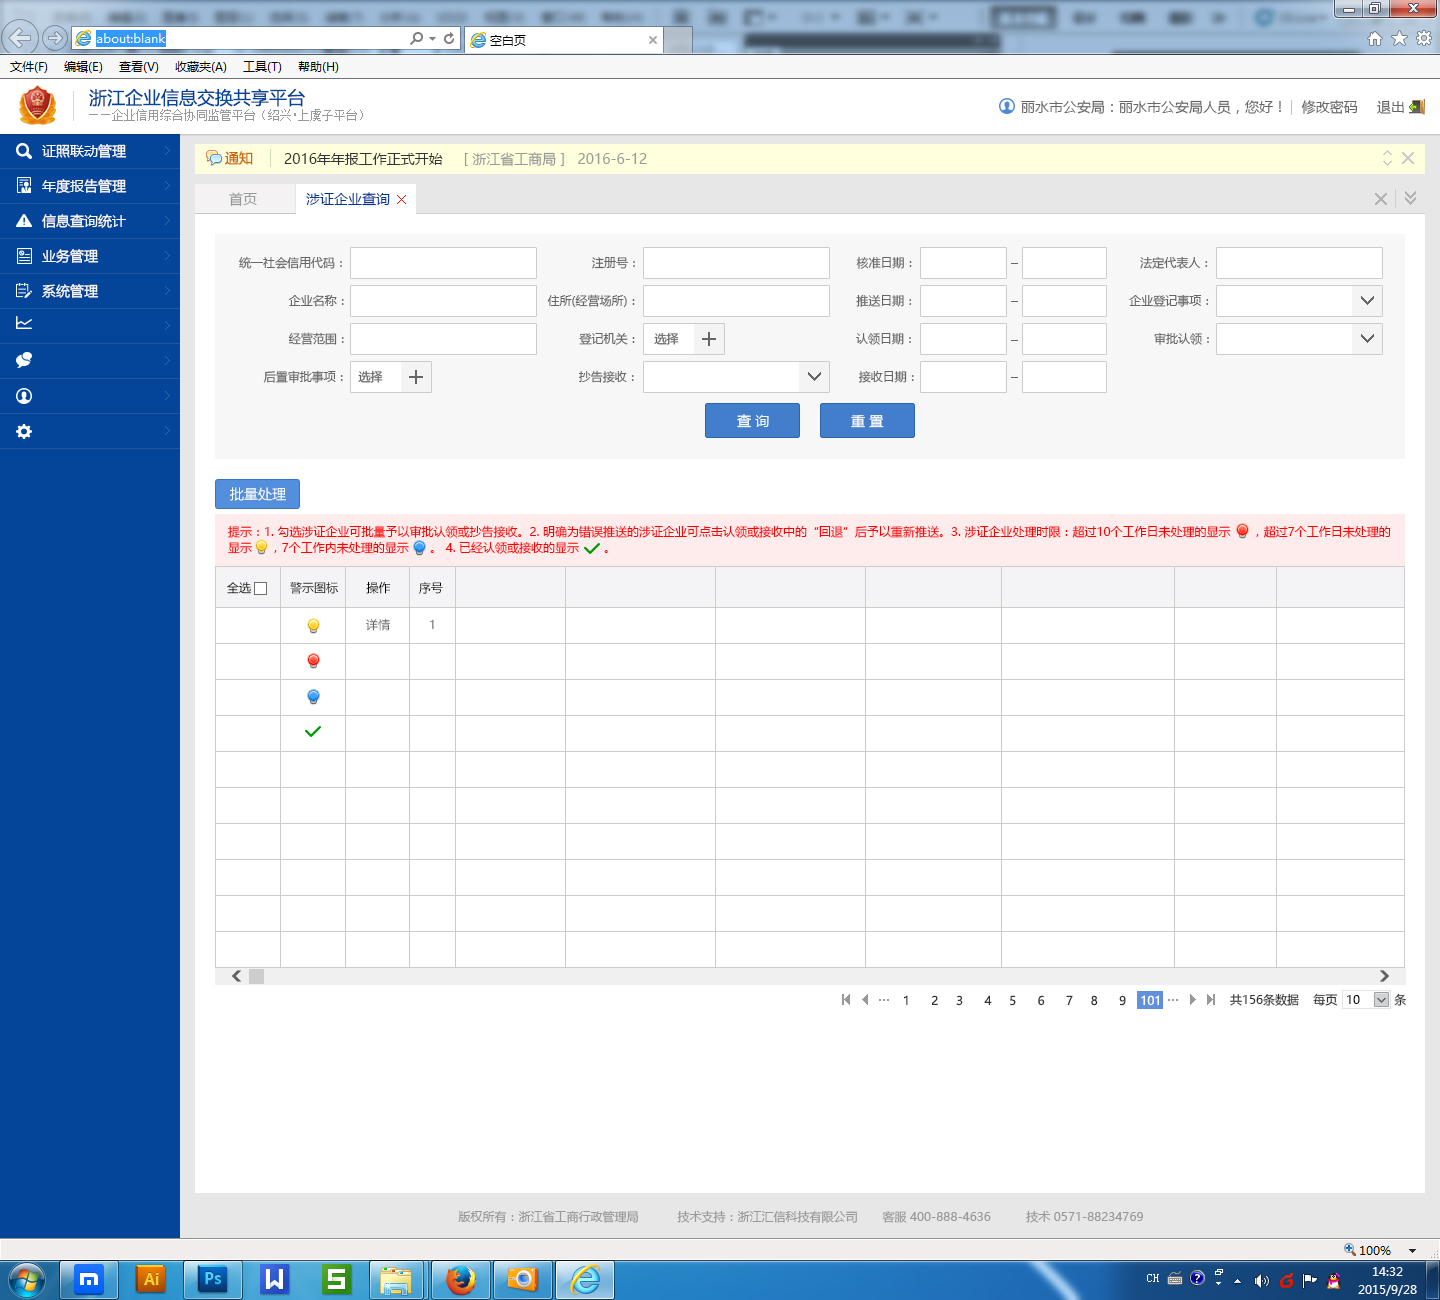 about:blank
空白页
文件(F) 编辑(E) 查看(V) 收藏夹(A) 工具(T) 帮助(H)
浙江企业信息交换共享平台
——企业信用综合协同监管平台（绍兴·上虞子平台）
丽水市公安局：丽水市公安局人员，您好！ 修改密码 退出
证照联动管理
年度报告管理
信息查询统计
业务管理
系统管理
通知 2016年年报工作正式开始 [ 浙江省工商局 ] 2016-6-12
首页 涉证企业查询
统一社会信用代码： 注册号： 核准日期： – 法定代表人：
企业名称： 住所(经营场所)： 推送日期： – 企业登记事项：
经营范围： 登记机关： 选择 认领日期： – 审批认领：
后置审批事项： 选择 抄告接收： 接收日期： –
查 询 重 置
批量处理
提示：1. 勾选涉证企业可批量予以审批认领或抄告接收。2. 明确为错误推送的涉证企业可点击认领或接收中的“回退”后予以重新推送。3. 涉证企业处理时限：超过10个工作日未处理的显示 ，超过7个工作日未处理的
显示 ，7个工作内未处理的显示 。 4. 已经认领或接收的显示 。
全选 警示图标 操作 序号
详情 1
··· 1 2 3 4 5 6 7 8 9 101 ··· 共156条数据 每页 10 条
版权所有：浙江省工商行政管理局 技术支持：浙江汇信科技有限公司 客服 400-888-4636 技术 0571-88234769
100%
m Ai Ps W S
CH
14:32
2015/9/28